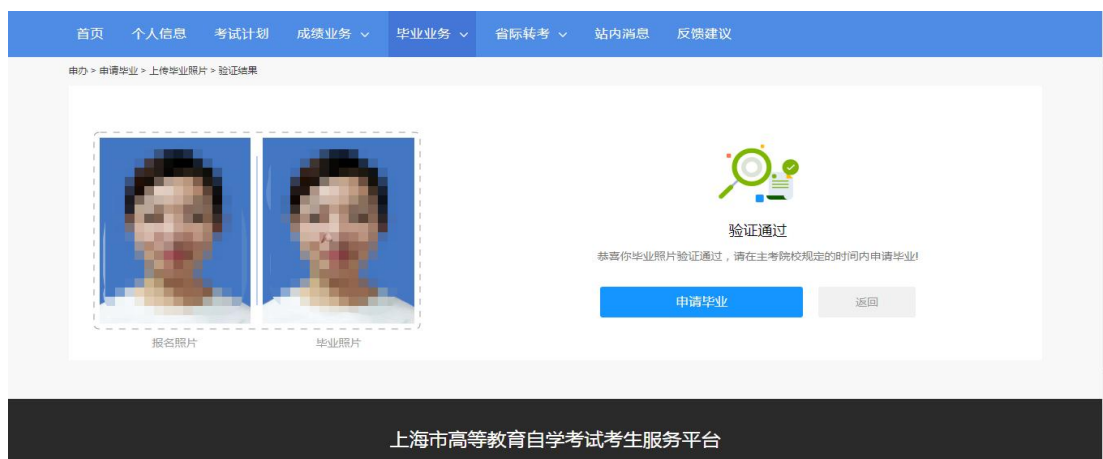 首页 个人信息 考试计划 成绩业务 毕业业务 省际转考 站内消息 反馈建议
申办 > 申请毕业 > 上传毕业照片 > 验证结果
验证通过
恭喜你毕业照片验证通过，请在主考院校规定的时间内申请毕业!
申请毕业 返回
报名照片 毕业照片
上海市高等教育自学考试考生服务平台